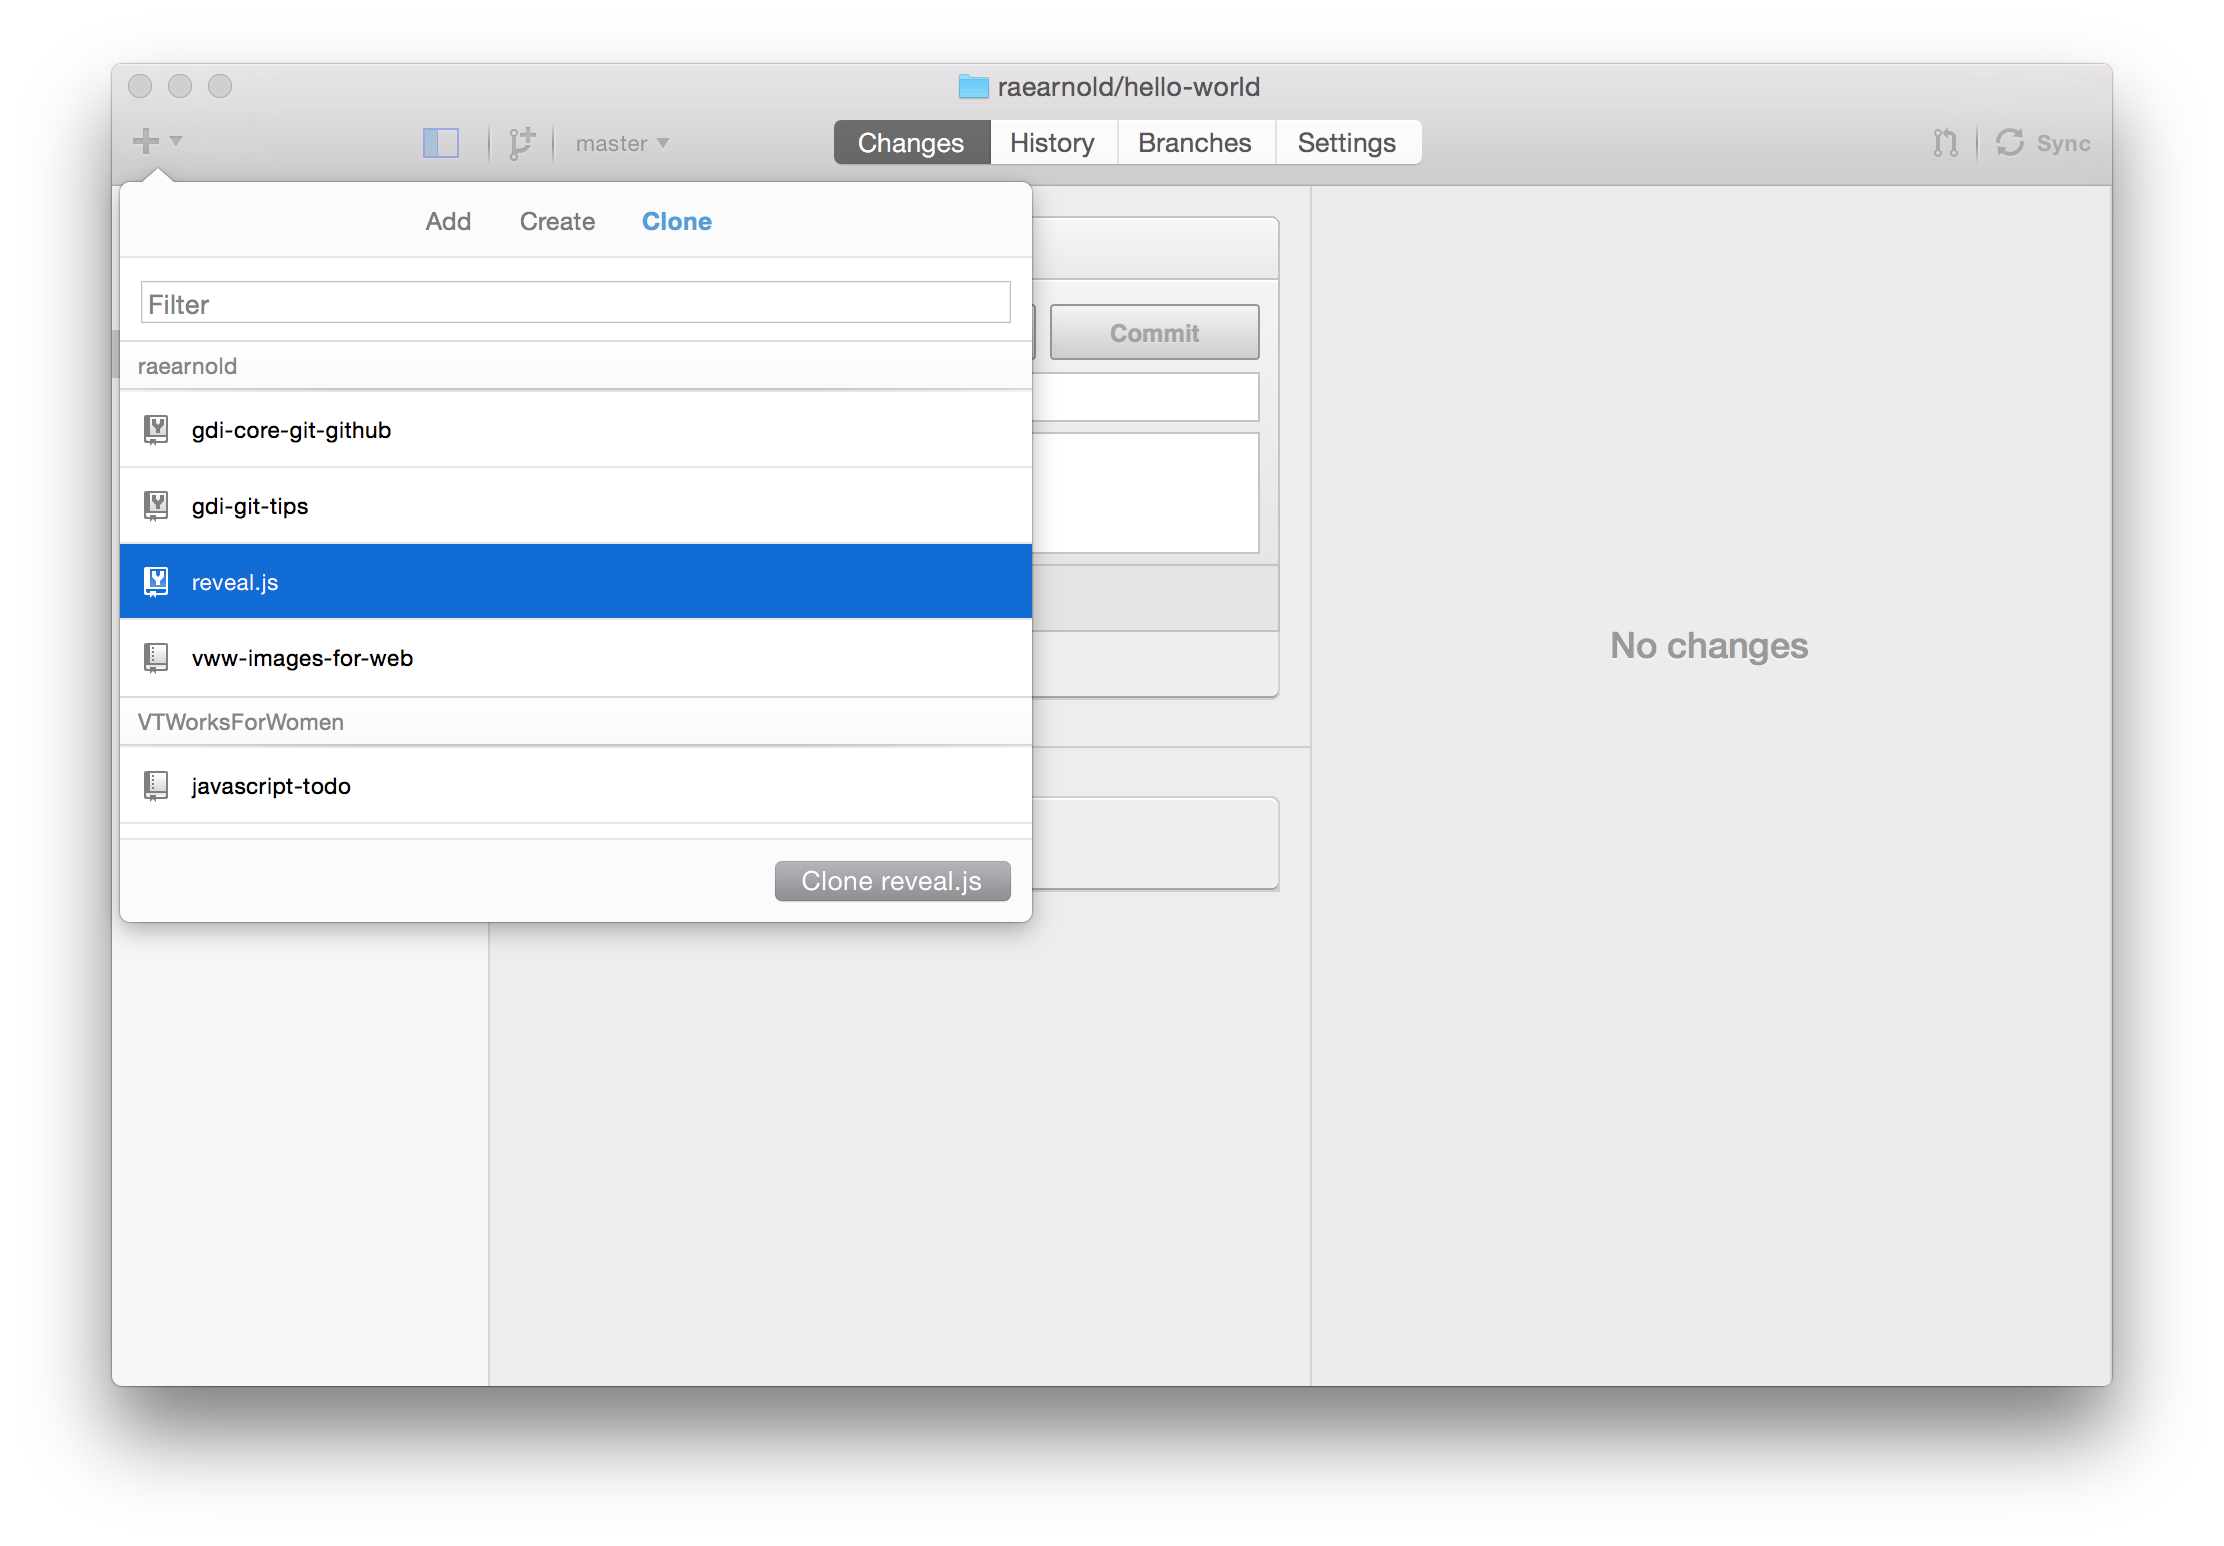 raearnold/hello-world
master
Changes History Branches Settings
Sync
Add Create Clone
Filter
raearnold
gdi-core-git-github
gdi-git-tips
reveal.js
vww-images-for-web
VTWorksForWomen
javascript-todo
Clone reveal.js
Commit
No changes